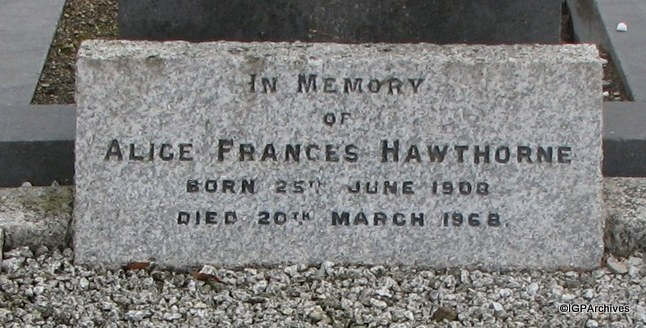 IN MEMORY
OF
ALICE FRANCES HAWTHORNE
BORN 25TH JUNE 1908
DIED 20TH MARCH 1968.
©IGPArchives